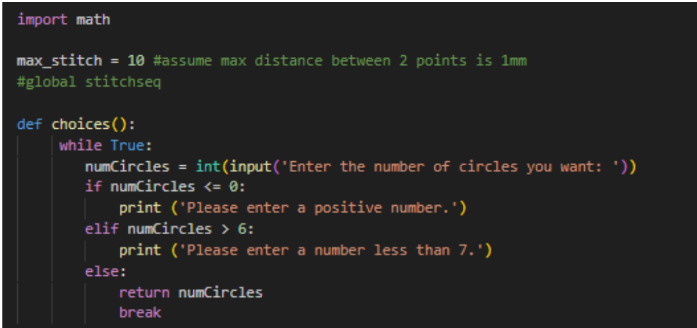 import math
max_stitch = 10 #assume max distance between 2 points is 1mm
#global stitchseq
def choices():
while True:
numCircles = int(input('Enter the number of circles you want: '))
if numCircles <= 0:
print ('Please enter a positive number.')
elif numCircles > 6:
print ('Please enter a number less than 7.')
else:
return numCircles
break